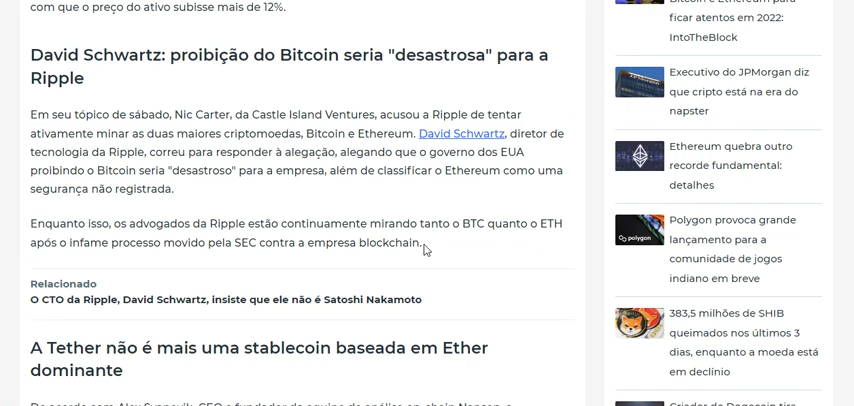 com que o preço do ativo subisse mais de 12%.
David Schwartz: proibição do Bitcoin seria "desastrosa" para a
Ripple
Em seu tópico de sábado, Nic Carter, da Castle Island Ventures, acusou a Ripple de tentar
ativamente minar as duas maiores criptomoedas, Bitcoin e Ethereum. David Schwartz, diretor de
tecnologia da Ripple, correu para responder à alegação, alegando que o governo dos EUA
proibindo o Bitcoin seria "desastroso" para a empresa, além de classificar o Ethereum como uma
segurança não registrada.
Enquanto isso, os advogados da Ripple estão continuamente mirando tanto o BTC quanto o ETH
após o infame processo movido pela SEC contra a empresa blockchain.
Relacionado
O CTO da Ripple, David Schwartz, insiste que ele não é Satoshi Nakamoto
A Tether não é mais uma stablecoin baseada em Ether
dominante
Bitcoin e Ethereum para
ficar atentos em 2022:
IntoTheBlock
Executivo do JPMorgan diz
que cripto está na era do
napster
Ethereum quebra outro
recorde fundamental:
detalhes
polygon
Polygon provoca grande
lançamento para a
comunidade de jogos
indiano em breve
383,5 milhões de SHIB
queimados nos últimos 3
dias, enquanto a moeda está
em declínio